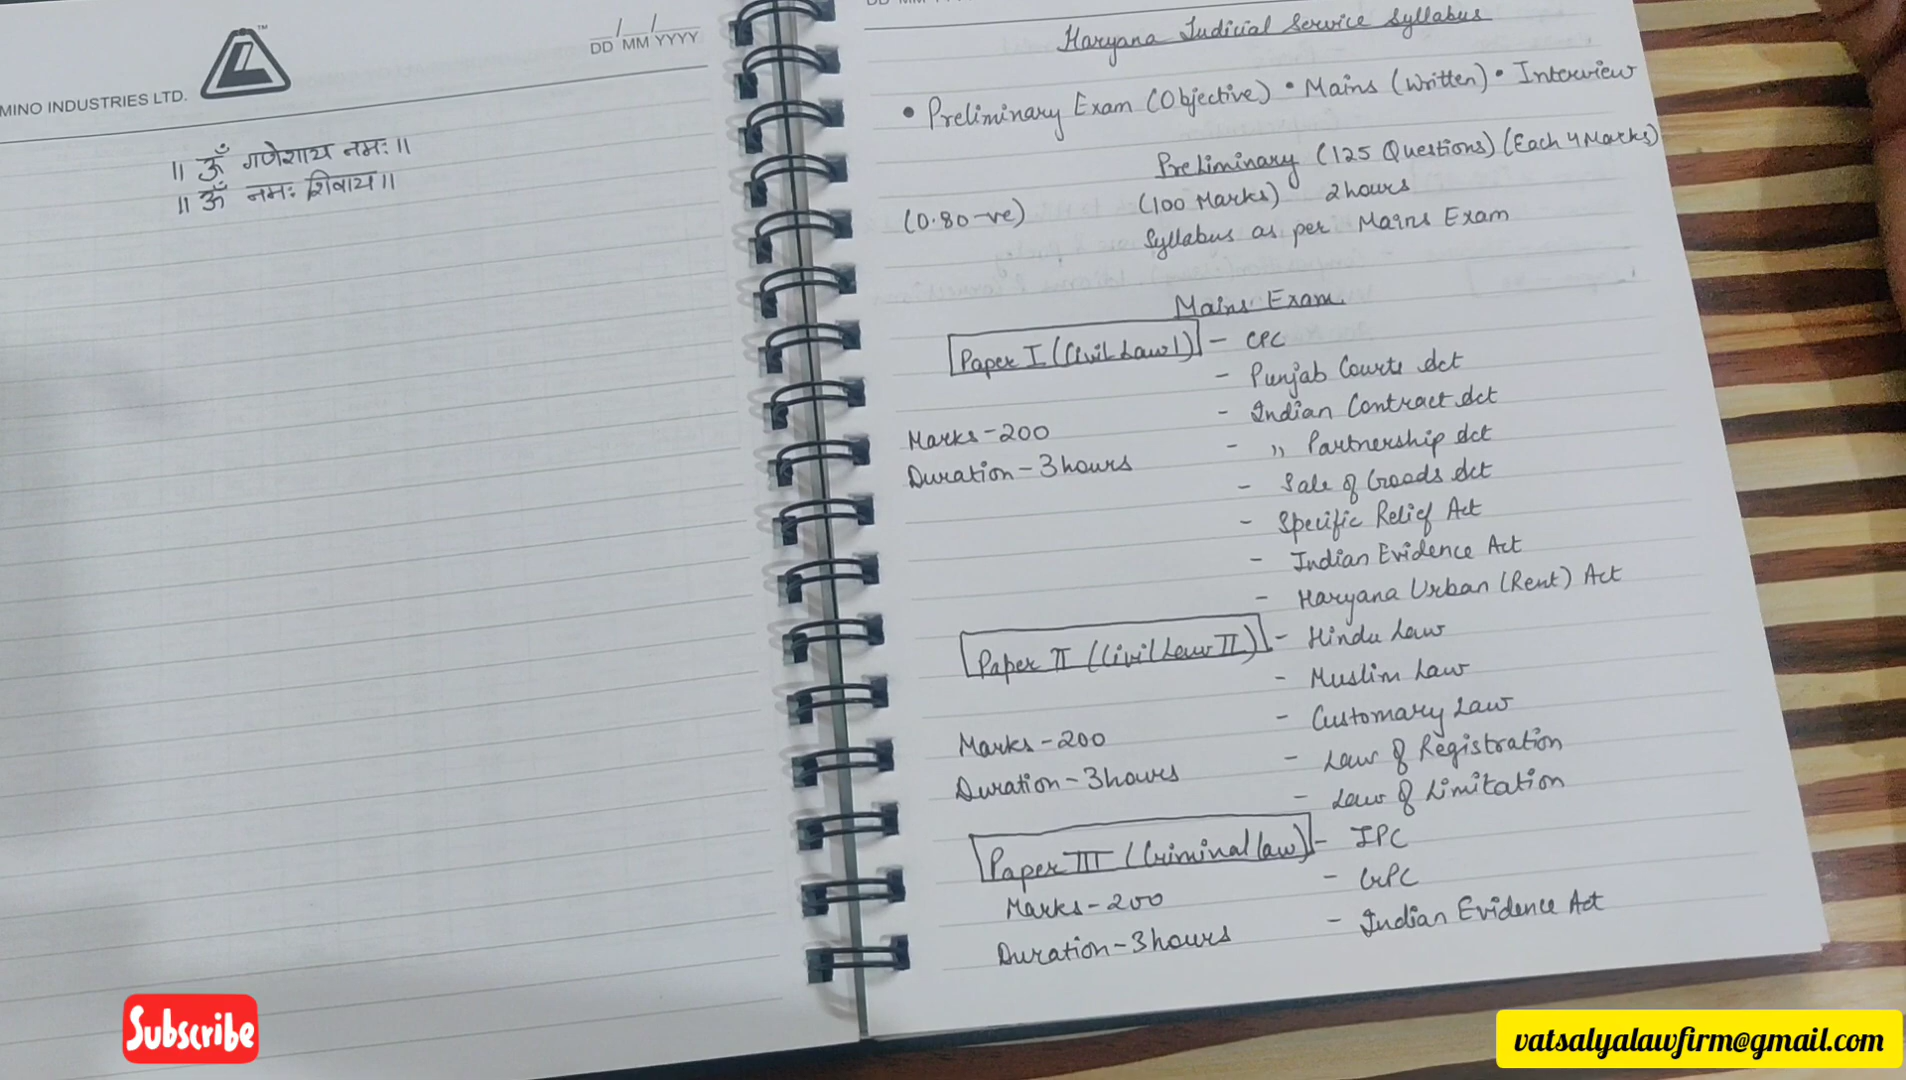 MINO INDUSTRIES LTD.
TM
DD MM YYYY
॥ ॐ गणेशाय नमः ॥
॥ ॐ नमः शिवाय ॥
Haryana Judicial Service Syllabus
• Preliminary Exam (Objective) • Mains (Written) • Interview
Preliminary (125 Questions) (Each 4 Marks)
(0.80-ve) (100 Marks) 2 hours
Syllabus as per Mains Exam
Mains Exam
Paper I (Civil Law I) - CPC
- Punjab Courts Act
- Indian Contract Act
Marks - 200
- " Partnership Act
Duration - 3 hours
- Sale of Goods Act
- Specific Relief Act
- Indian Evidence Act
- Haryana Urban (Rent) Act
Paper II (Civil Law II) - Hindu Law
- Muslim Law
- Customary Law
Marks - 200
- Law of Registration
Duration - 3 hours
- Law of Limitation
Paper III (Criminal law) - IPC
- CrPC
Marks - 200
- Indian Evidence Act
Duration - 3 hours
Subscribe
vatsalyalawfirm@gmail.com